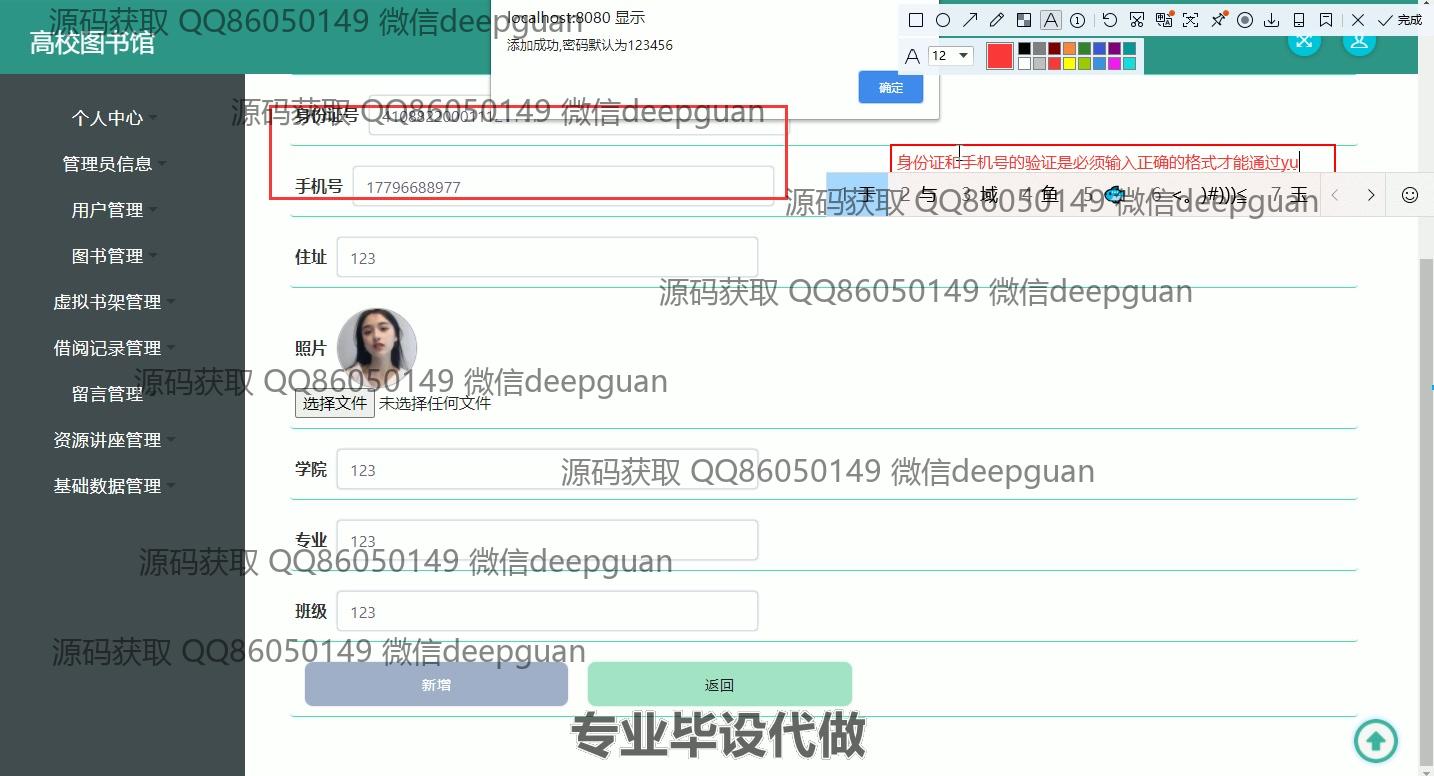 源码获取 QQ86050149 微信deepguan
高校图书馆
localhost:8080 显示
添加成功,密码默认为123456
确定
完成
A 12
个人中心
管理员信息
用户管理
图书管理
虚拟书架管理
借阅记录管理
留言管理
资源讲座管理
基础数据管理
源码获取 QQ86050149 微信deepguan
身份证号
手机号 17796688977
身份证和手机号的验证是必须输入正确的格式才能通过yu
1 于 2 与 3 域 4 鱼 5 🐟 6 <。)#)))≦ 7 玉
源码获取 QQ86050149 微信deepguan
住址 123
源码获取 QQ86050149 微信deepguan
照片
源码获取 QQ86050149 微信deepguan
选择文件 未选择任何文件
学院 123
源码获取 QQ86050149 微信deepguan
专业 123
源码获取 QQ86050149 微信deepguan
班级 123
源码获取 QQ86050149 微信deepguan
新增 返回
专业毕设代做